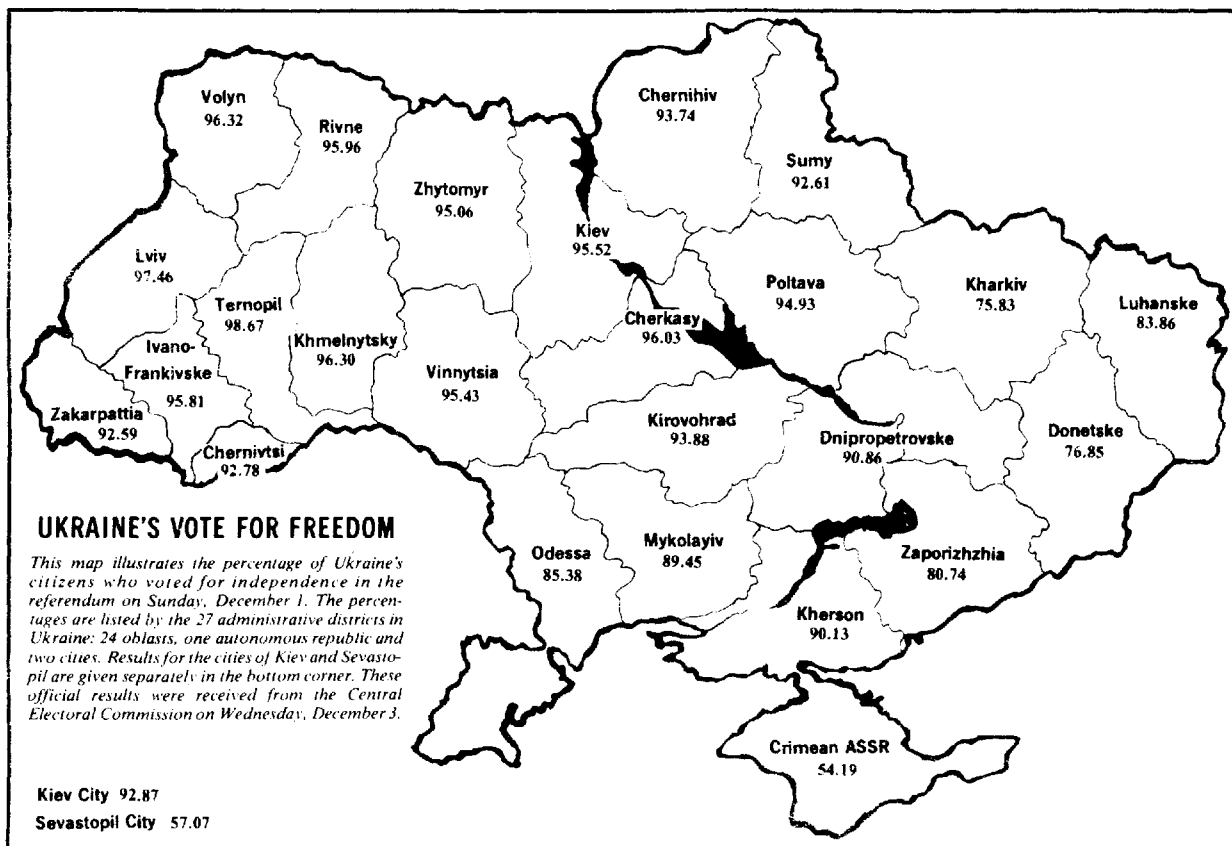 Volyn
96.32
Rivne
95.96
Zhytomyr
95.06
Chernihiv
93.74
Sumy
92.61
Kiev
95.52
Lviv
97.46
Ternopil
98.67
Khmelnytsky
96.30
Ivano-
Frankivske
95.81
Zakarpattia
92.59
Chernivtsi
92.78
Vinnytsia
95.43
Cherkasy
96.03
Poltava
94.93
Kharkiv
75.83
Luhanske
83.86
Kirovohrad
93.88
Dnipropetrovske
90.86
Donetske
76.85
Odessa
85.38
Mykolayiv
89.45
Zaporizhzhia
80.74
Kherson
90.13
Crimean ASSR
54.19
UKRAINE'S VOTE FOR FREEDOM
This map illustrates the percentage of Ukraine's
citizens who voted for independence in the
referendum on Sunday, December 1. The percen-
tages are listed by the 27 administrative districts in
Ukraine: 24 oblasts, one autonomous republic and
two cities. Results for the cities of Kiev and Sevasto-
pil are given separately in the bottom corner. These
official results were received from the Central
Electoral Commission on Wednesday, December 3.
Kiev City 92.87
Sevastopil City 57.07